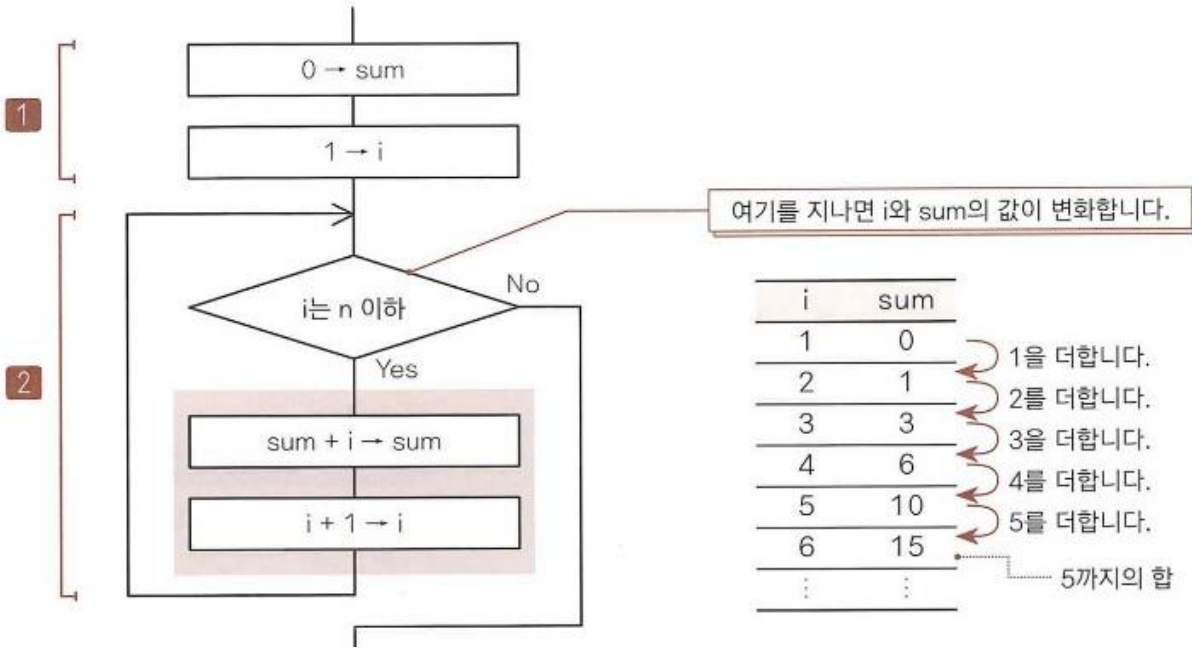 1
0 → sum
1 → i
여기를 지나면 i와 sum의 값이 변화합니다.
2
i는 n 이하
No
Yes
sum + i → sum
i + 1 → i
i sum
1 0
1을 더합니다.
2 1
2를 더합니다.
3 3
3을 더합니다.
4 6
4를 더합니다.
5 10
5를 더합니다.
6 15
5까지의 합
⋮ ⋮